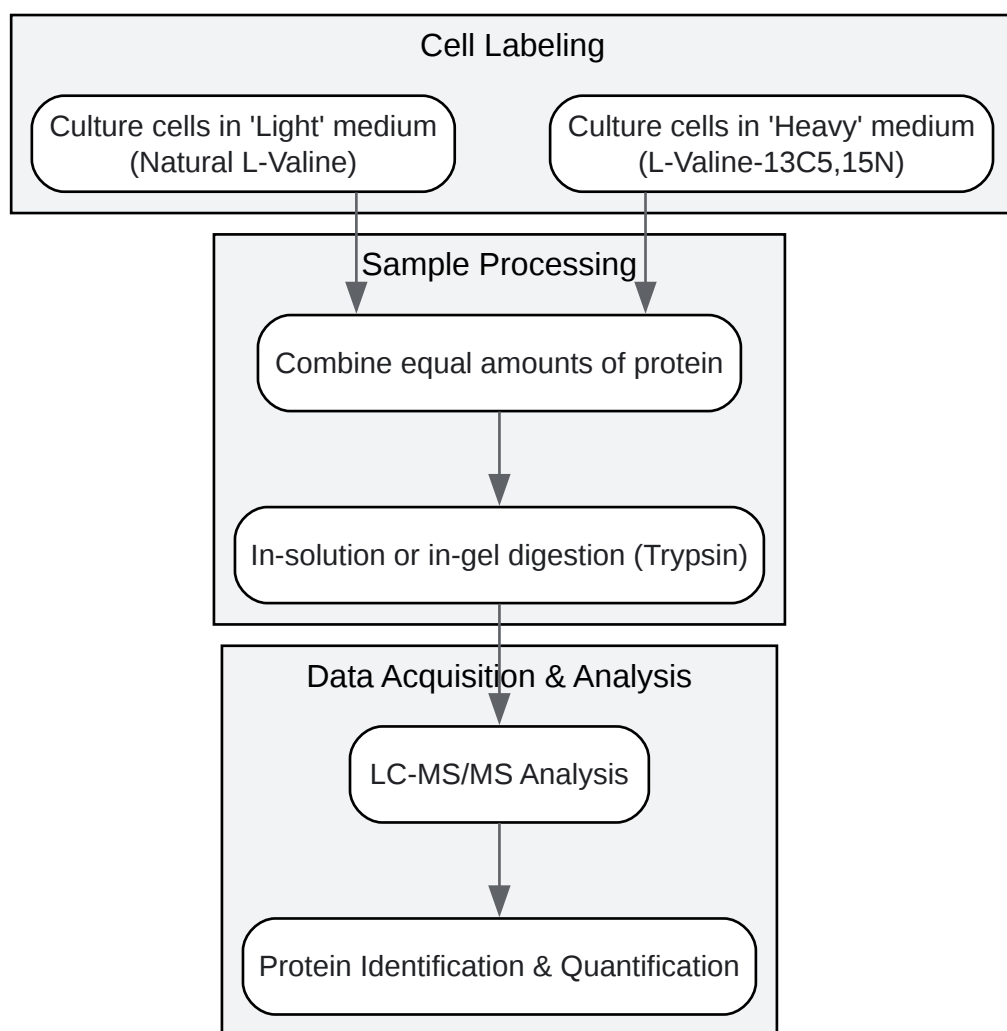 Cell Labeling
Culture cells in 'Light' medium
(Natural L-Valine)
Culture cells in 'Heavy' medium
(L-Valine-13C5,15N)
Sample Processing
Combine equal amounts of protein
In-solution or in-gel digestion (Trypsin)
Data Acquisition & Analysis
LC-MS/MS Analysis
Protein Identification & Quantification